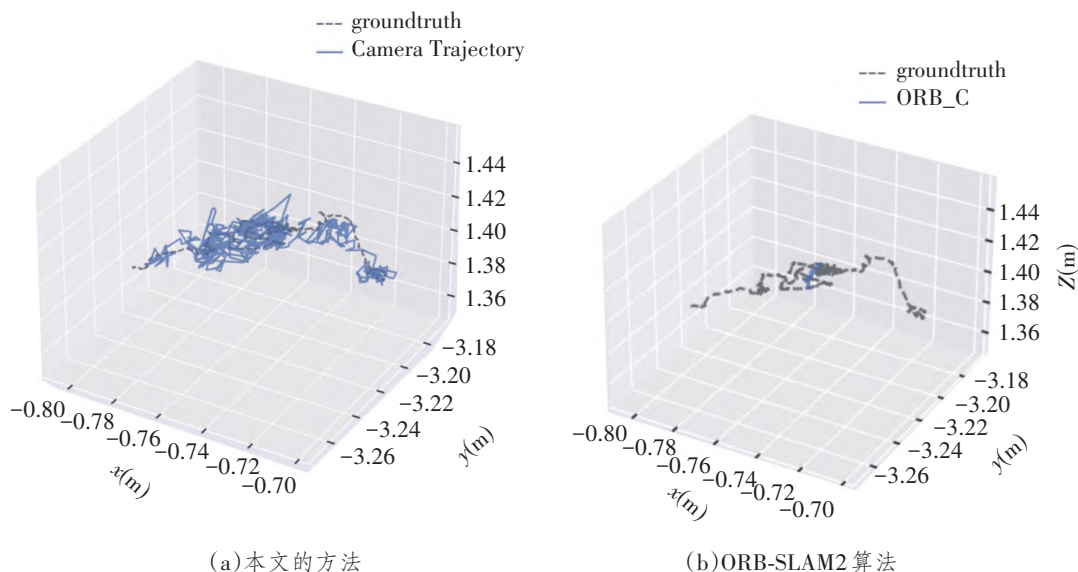 groundtruth
Camera Trajectory
1.44
1.42
1.40
1.38
1.36
−3.18
−3.20
−3.22
−3.24
−3.26
y(m)
−0.80
−0.78
−0.76
−0.74
−0.72
−0.70
x(m)
(a)本文的方法
groundtruth
ORB_C
1.44
1.42
1.40
1.38
1.36
Z(m)
−3.18
−3.20
−3.22
−3.24
−3.26
y(m)
−0.80
−0.78
−0.76
−0.74
−0.72
−0.70
x(m)
(b)ORB-SLAM2算法